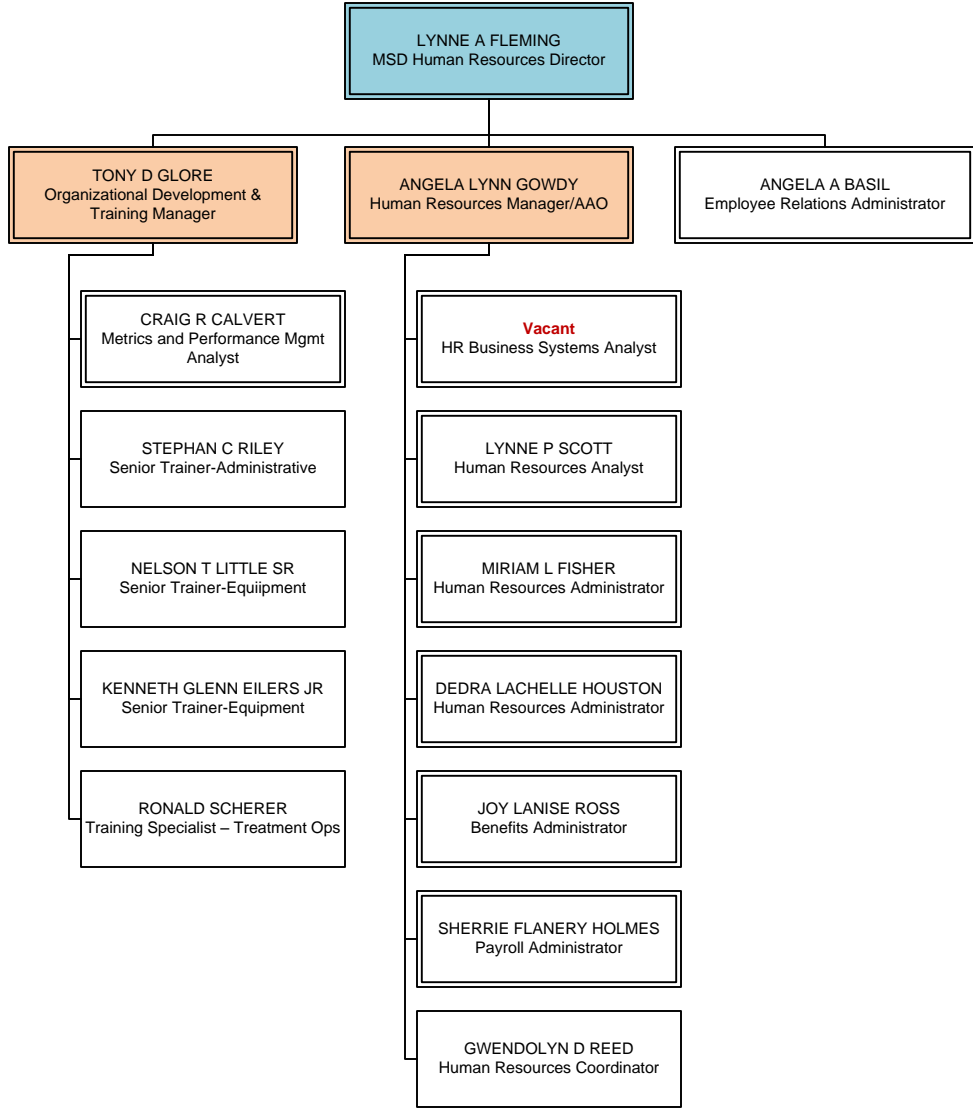 LYNNE A FLEMING
MSD Human Resources Director
TONY D GLORE
Organizational Development &
Training Manager
ANGELA LYNN GOWDY
Human Resources Manager/AAO
ANGELA A BASIL
Employee Relations Administrator
CRAIG R CALVERT
Metrics and Performance Mgmt
Analyst
STEPHAN C RILEY
Senior Trainer-Administrative
NELSON T LITTLE SR
Senior Trainer-Equiipment
KENNETH GLENN EILERS JR
Senior Trainer-Equipment
RONALD SCHERER
Training Specialist – Treatment Ops
Vacant
HR Business Systems Analyst
LYNNE P SCOTT
Human Resources Analyst
MIRIAM L FISHER
Human Resources Administrator
DEDRA LACHELLE HOUSTON
Human Resources Administrator
JOY LANISE ROSS
Benefits Administrator
SHERRIE FLANERY HOLMES
Payroll Administrator
GWENDOLYN D REED
Human Resources Coordinator